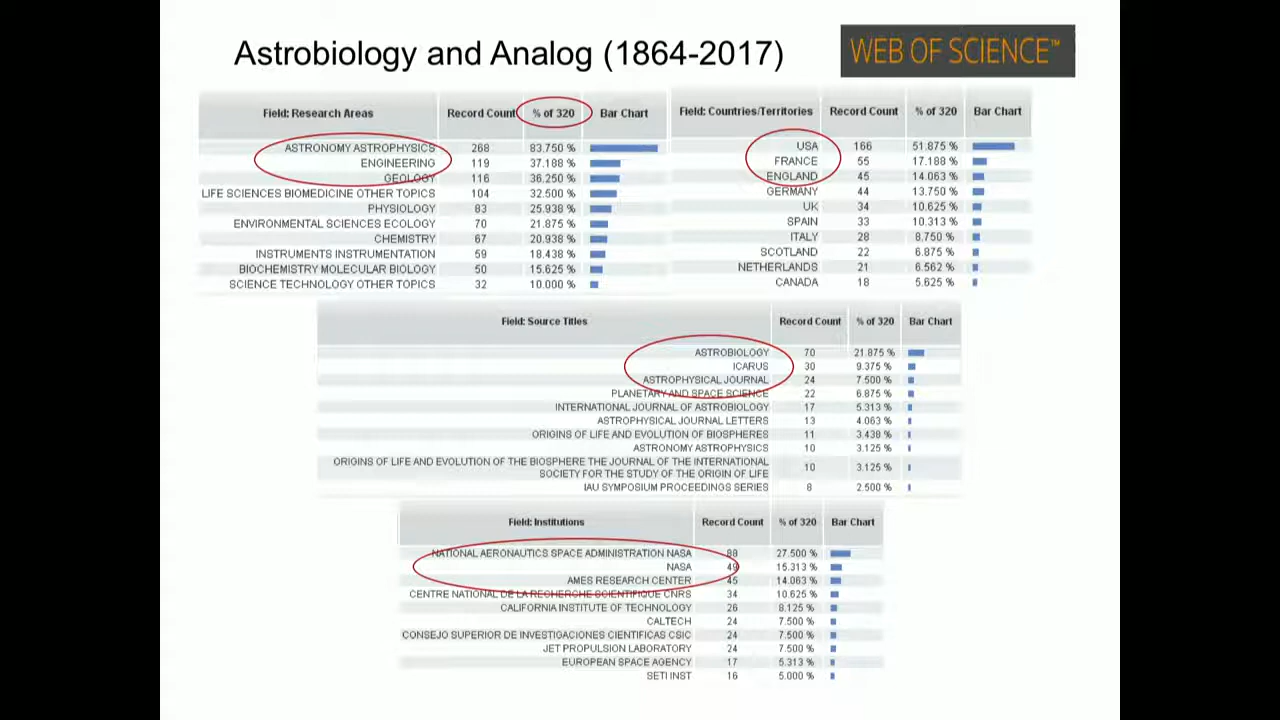 Astrobiology and Analog (1864-2017)
WEB OF SCIENCE™
Field: Research Areas Record Count % of 320 Bar Chart
ASTRONOMY ASTROPHYSICS 268 83.750 %
ENGINEERING 119 37.188 %
GEOLOGY 116 36.250 %
LIFE SCIENCES BIOMEDICINE OTHER TOPICS 104 32.500 %
PHYSIOLOGY 83 25.938 %
ENVIRONMENTAL SCIENCES ECOLOGY 70 21.875 %
CHEMISTRY 67 20.938 %
INSTRUMENTS INSTRUMENTATION 59 18.438 %
BIOCHEMISTRY MOLECULAR BIOLOGY 50 15.625 %
SCIENCE TECHNOLOGY OTHER TOPICS 32 10.000 %
Field: Countries/Territories Record Count % of 320 Bar Chart
USA 166 51.875 %
FRANCE 55 17.188 %
ENGLAND 45 14.063 %
GERMANY 44 13.750 %
UK 34 10.625 %
SPAIN 33 10.313 %
ITALY 28 8.750 %
SCOTLAND 22 6.875 %
NETHERLANDS 21 6.562 %
CANADA 18 5.625 %
Field: Source Titles Record Count % of 320 Bar Chart
ASTROBIOLOGY 70 21.875 %
ICARUS 30 9.375 %
ASTROPHYSICAL JOURNAL 24 7.500 %
PLANETARY AND SPACE SCIENCE 22 6.875 %
INTERNATIONAL JOURNAL OF ASTROBIOLOGY 17 5.313 %
ASTROPHYSICAL JOURNAL LETTERS 13 4.063 %
ORIGINS OF LIFE AND EVOLUTION OF BIOSPHERES 11 3.438 %
ASTRONOMY ASTROPHYSICS 10 3.125 %
ORIGINS OF LIFE AND EVOLUTION OF THE BIOSPHERE THE JOURNAL OF THE INTERNATIONAL
SOCIETY FOR THE STUDY OF THE ORIGIN OF LIFE 10 3.125 %
IAU SYMPOSIUM PROCEEDINGS SERIES 8 2.500 %
Field: Institutions Record Count % of 320 Bar Chart
NATIONAL AERONAUTICS SPACE ADMINISTRATION NASA 88 27.500 %
NASA 49 15.313 %
AMES RESEARCH CENTER 45 14.063 %
CENTRE NATIONAL DE LA RECHERCHE SCIENTIFIQUE CNRS 34 10.625 %
CALIFORNIA INSTITUTE OF TECHNOLOGY 26 8.125 %
CALTECH 24 7.500 %
CONSEJO SUPERIOR DE INVESTIGACIONES CIENTIFICAS CSIC 24 7.500 %
JET PROPULSION LABORATORY 24 7.500 %
EUROPEAN SPACE AGENCY 17 5.313 %
SETI INST 16 5.000 %